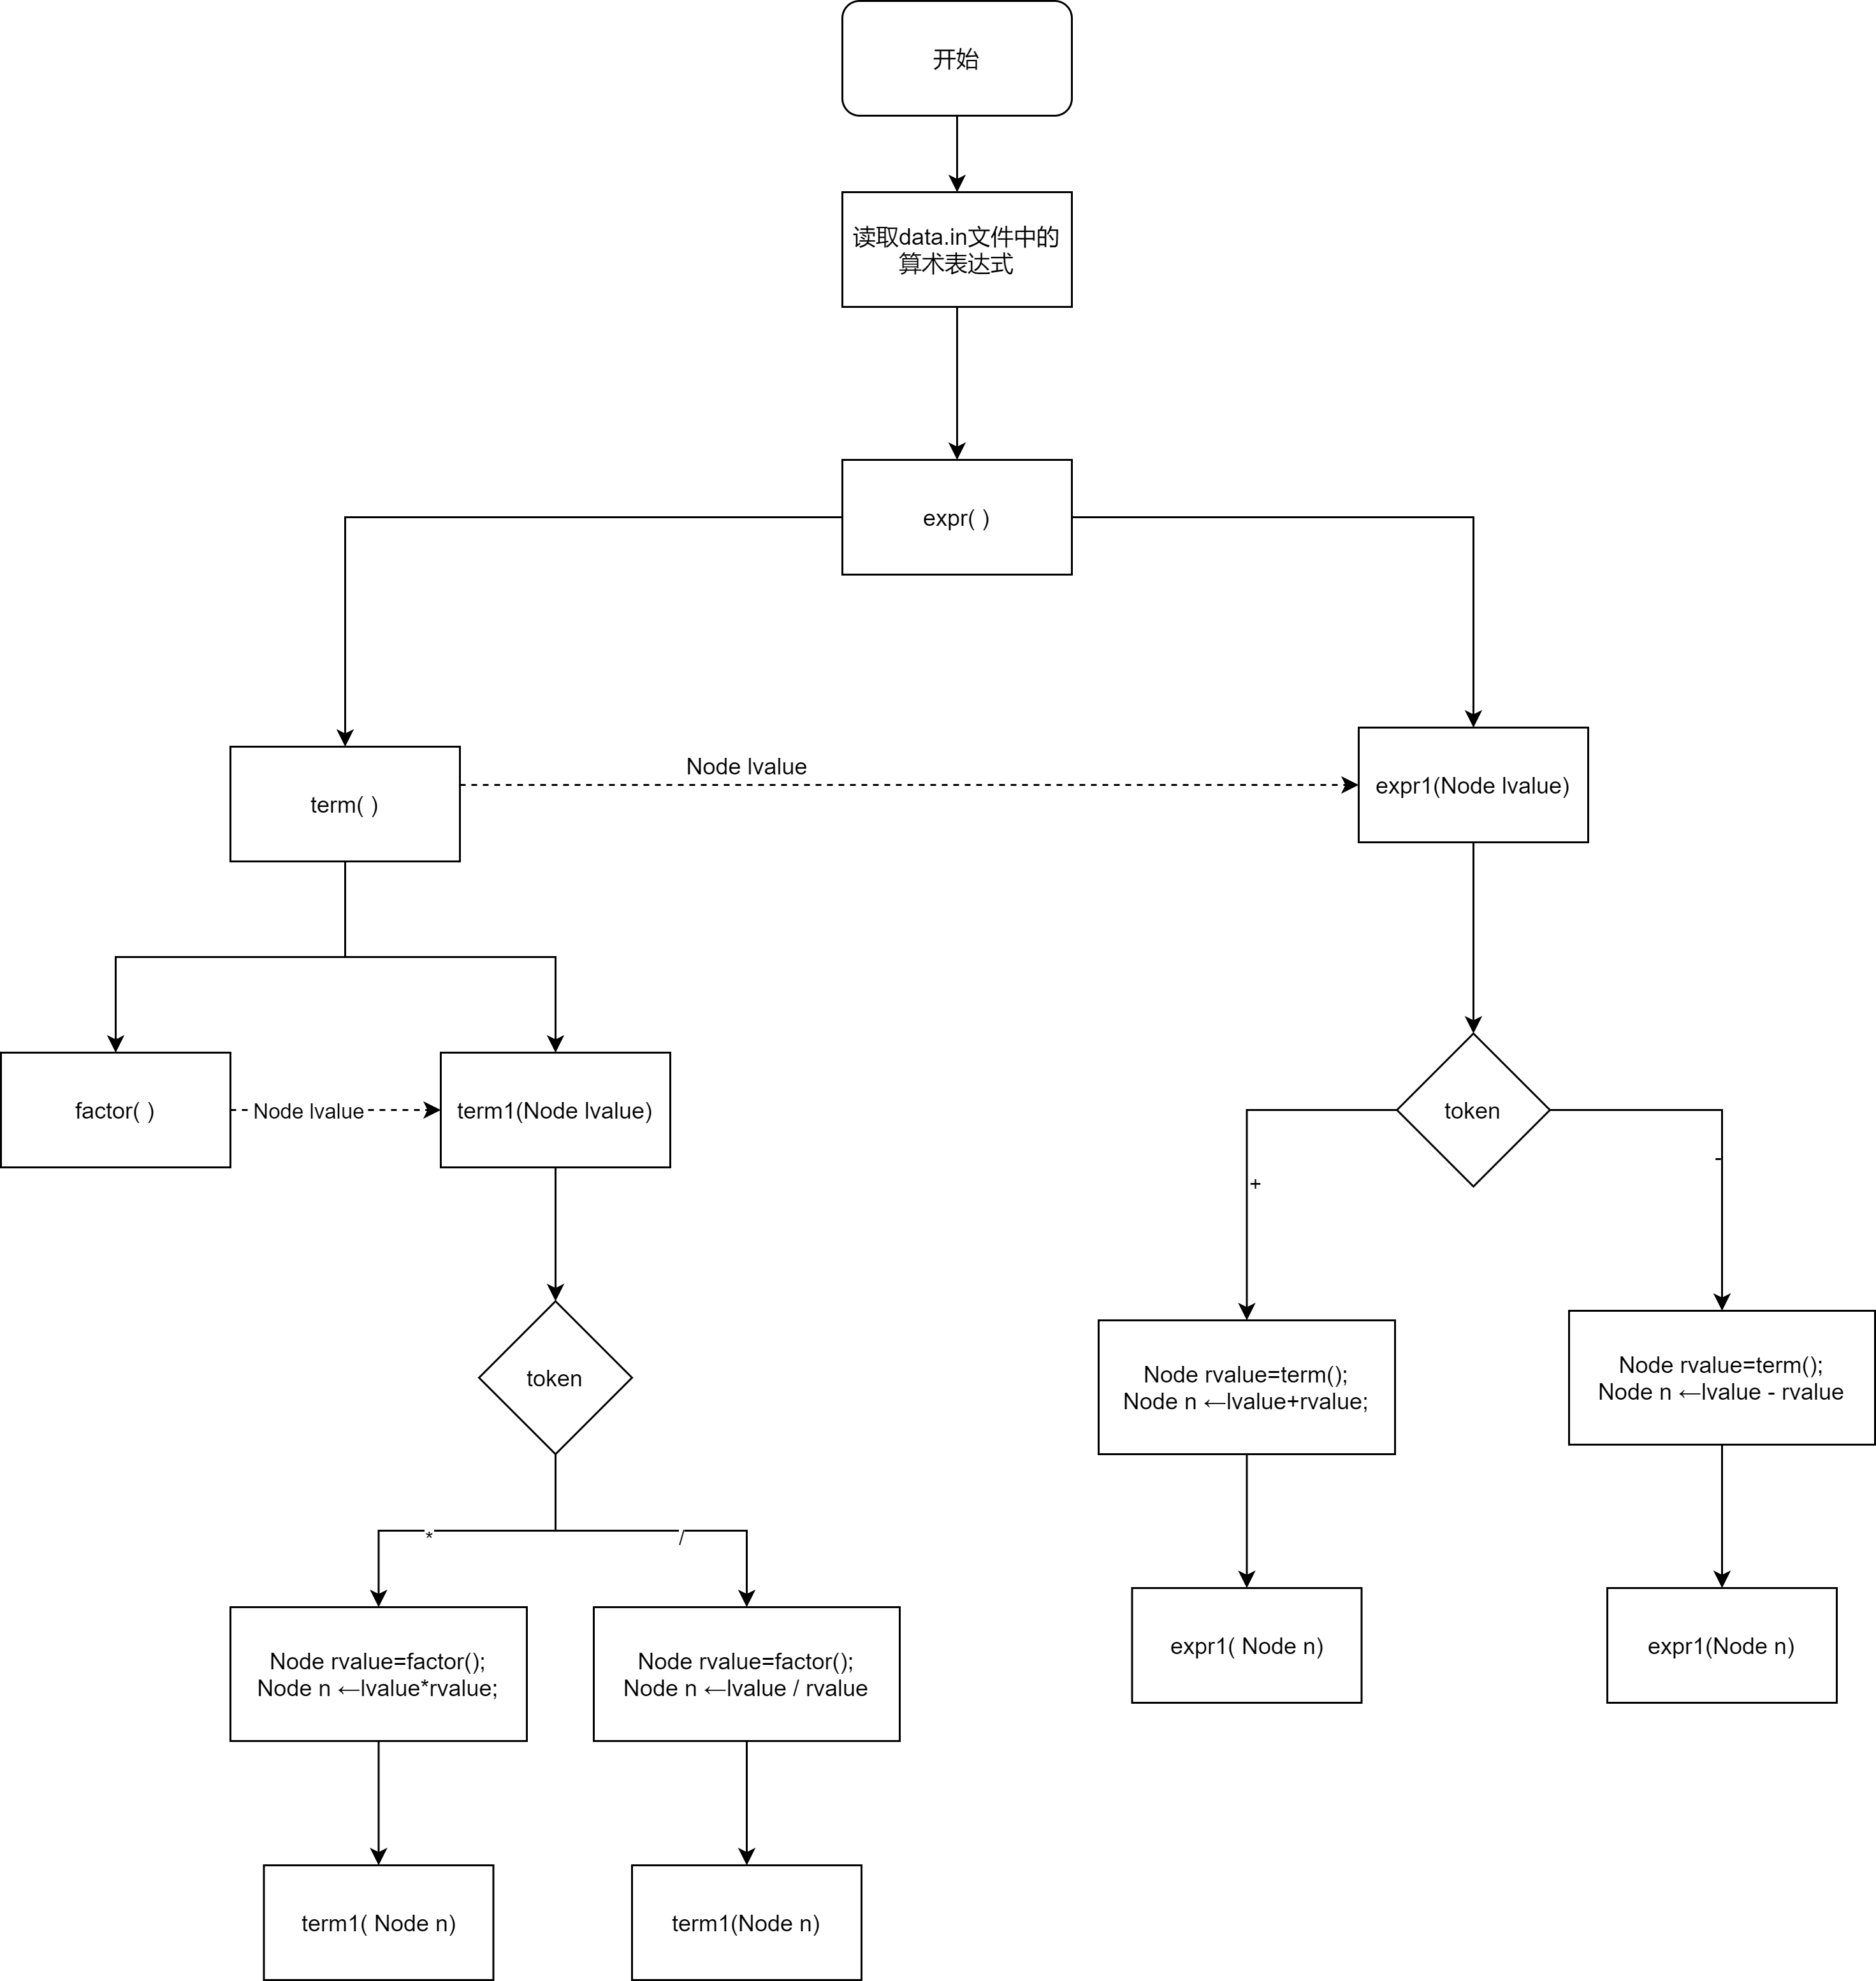 开始
读取data.in文件中的
算术表达式
expr( )
Node lvalue
term( )
expr1(Node lvalue)
factor( )
Node lvalue
term1(Node lvalue)
token
+
-
token
Node rvalue=term();
Node n ←lvalue+rvalue;
Node rvalue=term();
Node n ←lvalue - rvalue
*
/
Node rvalue=factor();
Node n ←lvalue*rvalue;
Node rvalue=factor();
Node n ←lvalue / rvalue
expr1( Node n)
expr1(Node n)
term1( Node n)
term1(Node n)